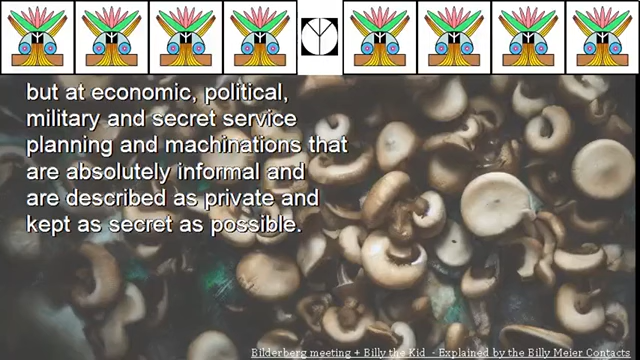 but at economic, political,
military and secret service
planning and machinations that
are absolutely informal and
are described as private and
kept as secret as possible.
Bilderberg meeting + Billy the Kid - Explained by the Billy Meier Contacts